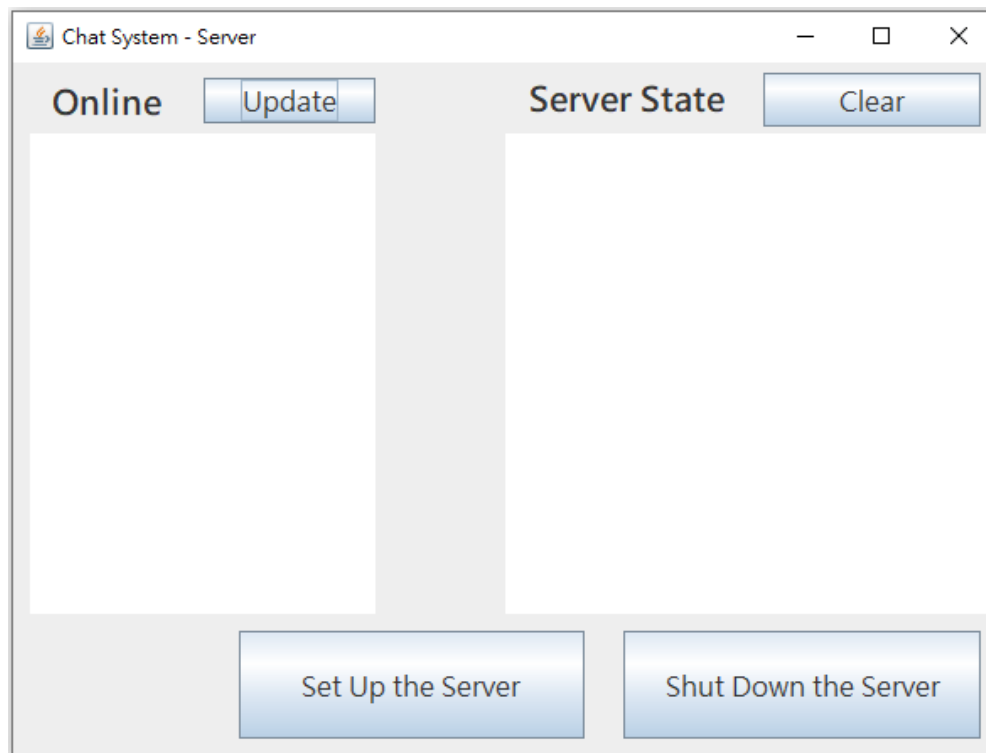 Chat System - Server
Online Update Server State Clear
Set Up the Server Shut Down the Server